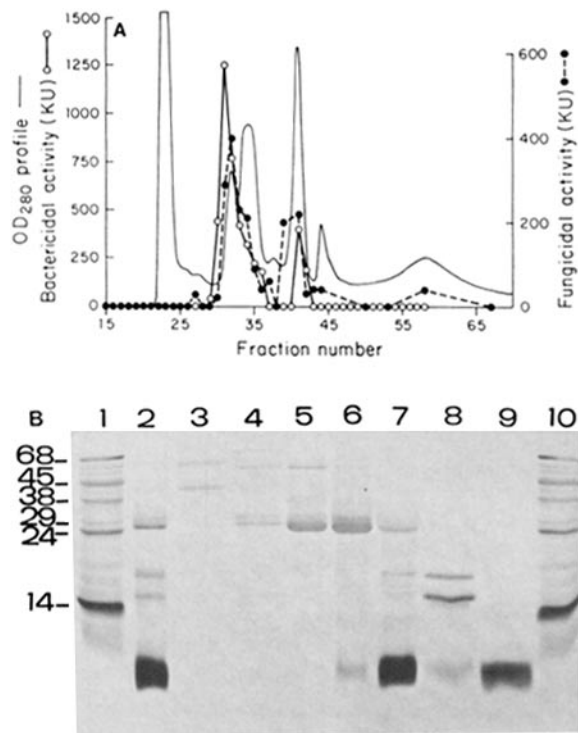 A
OD280 profile
Bactericidal activity (KU)
1500
1250
1000
750
500
250
0
600
400
200
0
Fungicidal activity (KU)
15 25 35 45 55 65
Fraction number
B 1 2 3 4 5 6 7 8 9 10
68
45
38
29
24
14